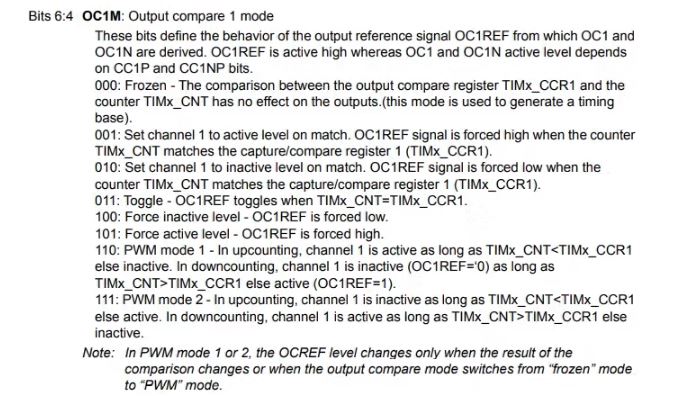 Bits 6:4 OC1M: Output compare 1 mode
These bits define the behavior of the output reference signal OC1REF from which OC1 and
OC1N are derived. OC1REF is active high whereas OC1 and OC1N active level depends
on CC1P and CC1NP bits.
000: Frozen - The comparison between the output compare register TIMx_CCR1 and the
counter TIMx_CNT has no effect on the outputs.(this mode is used to generate a timing
base).
001: Set channel 1 to active level on match. OC1REF signal is forced high when the counter
TIMx_CNT matches the capture/compare register 1 (TIMx_CCR1).
010: Set channel 1 to inactive level on match. OC1REF signal is forced low when the
counter TIMx_CNT matches the capture/compare register 1 (TIMx_CCR1).
011: Toggle - OC1REF toggles when TIMx_CNT=TIMx_CCR1.
100: Force inactive level - OC1REF is forced low.
101: Force active level - OC1REF is forced high.
110: PWM mode 1 - In upcounting, channel 1 is active as long as TIMx_CNT<TIMx_CCR1
else inactive. In downcounting, channel 1 is inactive (OC1REF=‘0) as long as
TIMx_CNT>TIMx_CCR1 else active (OC1REF=1).
111: PWM mode 2 - In upcounting, channel 1 is inactive as long as TIMx_CNT<TIMx_CCR1
else active. In downcounting, channel 1 is active as long as TIMx_CNT>TIMx_CCR1 else
inactive.
Note: In PWM mode 1 or 2, the OCREF level changes only when the result of the
comparison changes or when the output compare mode switches from “frozen” mode
to “PWM” mode.